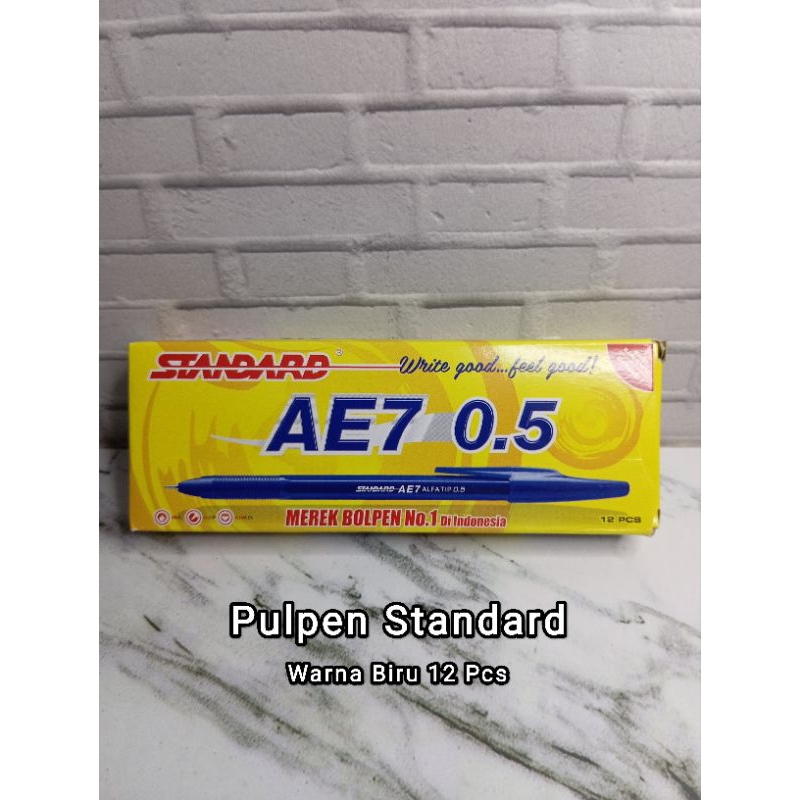 STANDARD®
Write good...feel good!
AE7 0.5
STANDARD AE7 ALFATIP 0.5
MEREK BOLPEN No.1 Di Indonesia
12 PCS
Pulpen Standard
Warna Biru 12 Pcs